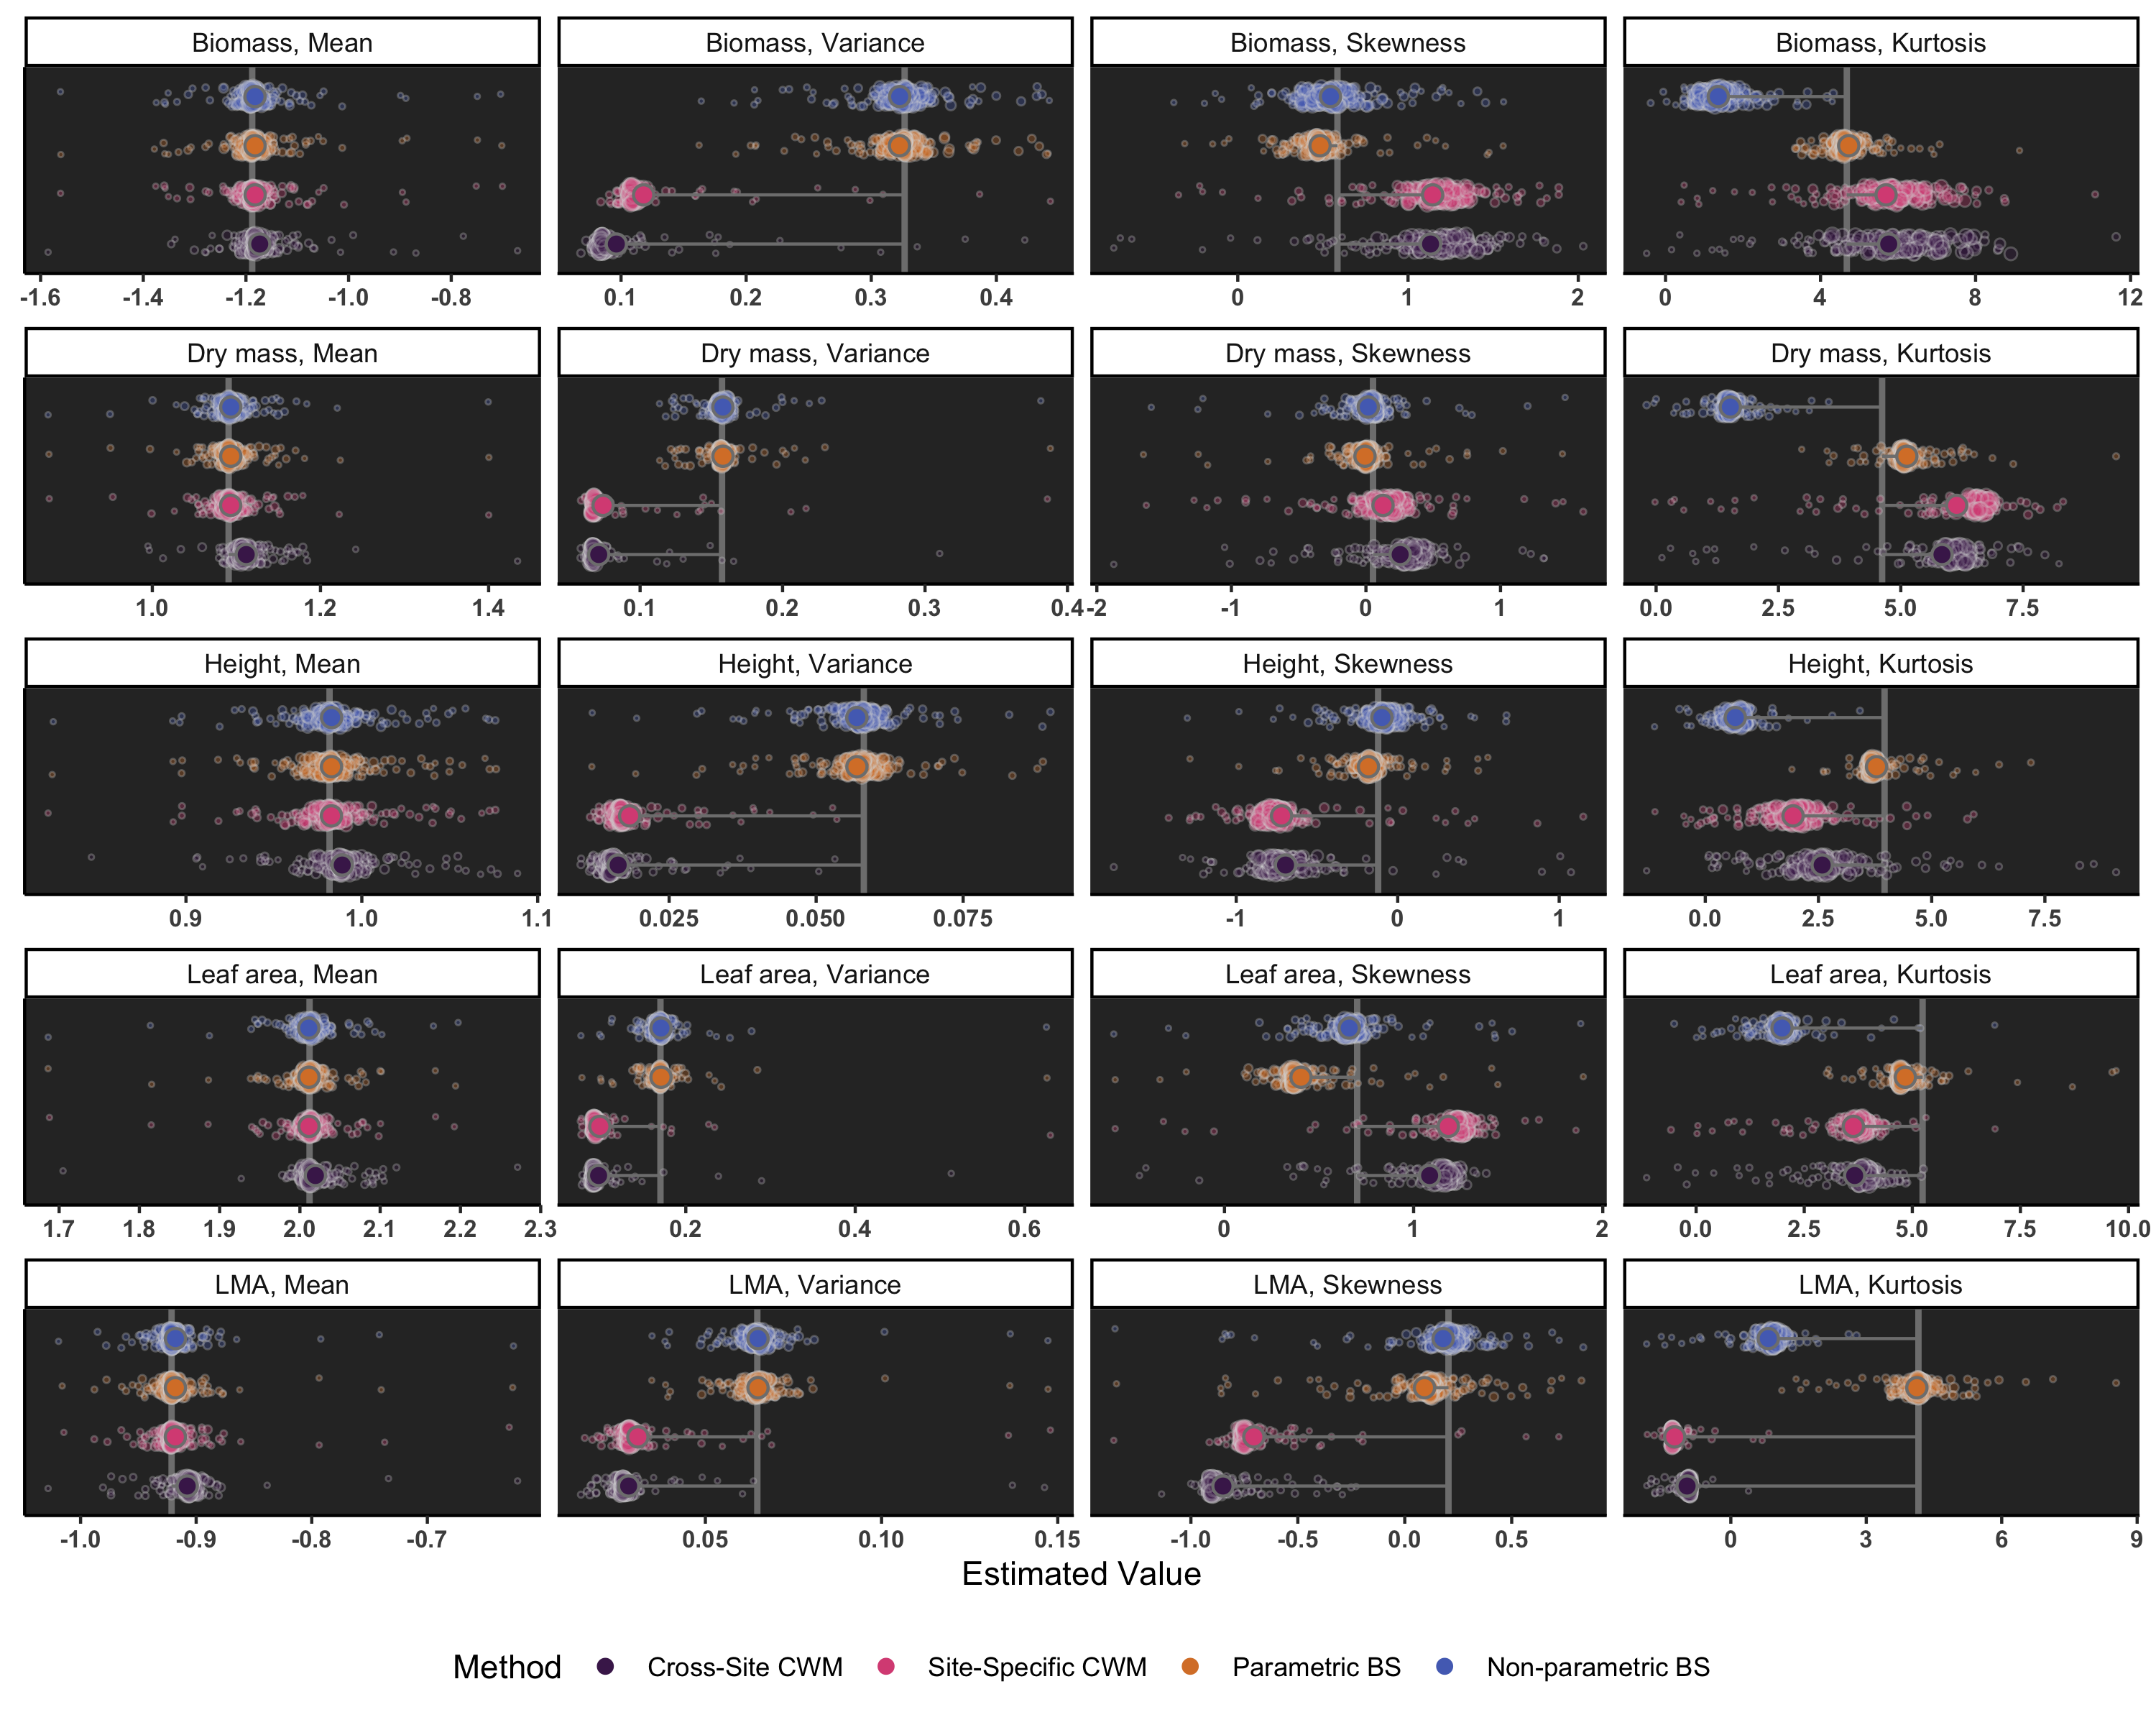 Biomass, Mean Biomass, Variance Biomass, Skewness Biomass, Kurtosis
-1.6 -1.4 -1.2 -1.0 -0.8 0.1 0.2 0.3 0.4 0 1 2 0 4 8 12
Dry mass, Mean Dry mass, Variance Dry mass, Skewness Dry mass, Kurtosis
1.0 1.2 1.4 0.1 0.2 0.3 0.4 -2 -1 0 1 0.0 2.5 5.0 7.5
Height, Mean Height, Variance Height, Skewness Height, Kurtosis
0.9 1.0 1.1 0.025 0.050 0.075 -1 0 1 0.0 2.5 5.0 7.5
Leaf area, Mean Leaf area, Variance Leaf area, Skewness Leaf area, Kurtosis
1.7 1.8 1.9 2.0 2.1 2.2 2.3 0.2 0.4 0.6 0 1 2 0.0 2.5 5.0 7.5 10.0
LMA, Mean LMA, Variance LMA, Skewness LMA, Kurtosis
-1.0 -0.9 -0.8 -0.7 0.05 0.10 0.15 -1.0 -0.5 0.0 0.5 0 3 6 9
Estimated Value
Method Cross-Site CWM Site-Specific CWM Parametric BS Non-parametric BS